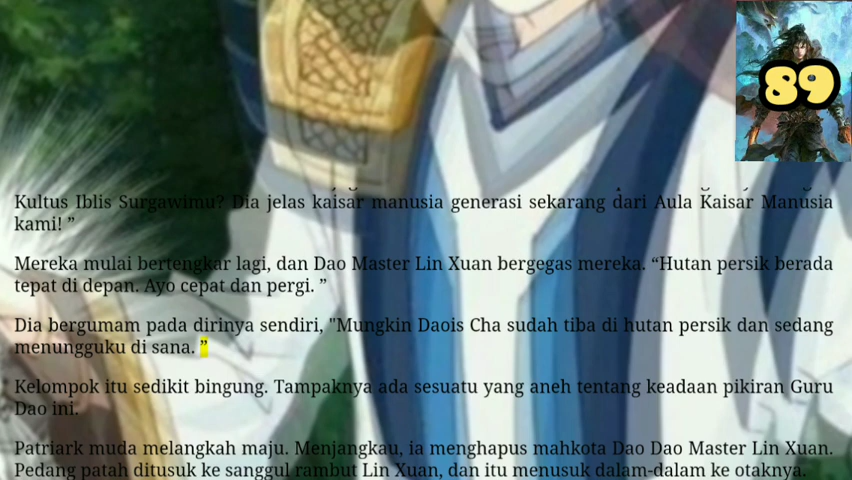 89
Kultus Iblis Surgawimu? Dia jelas kaisar manusia generasi sekarang dari Aula Kaisar Manusia
kami! ”
Mereka mulai bertengkar lagi, dan Dao Master Lin Xuan bergegas mereka. “Hutan persik berada
tepat di depan. Ayo cepat dan pergi. ”
Dia bergumam pada dirinya sendiri, "Mungkin Daois Cha sudah tiba di hutan persik dan sedang
menungguku di sana. ”
Kelompok itu sedikit bingung. Tampaknya ada sesuatu yang aneh tentang keadaan pikiran Guru
Dao ini.
Patriark muda melangkah maju. Menjangkau, ia menghapus mahkota Dao Dao Master Lin Xuan.
Pedang patah ditusuk ke sanggul rambut Lin Xuan, dan itu menusuk dalam-dalam ke otaknya.